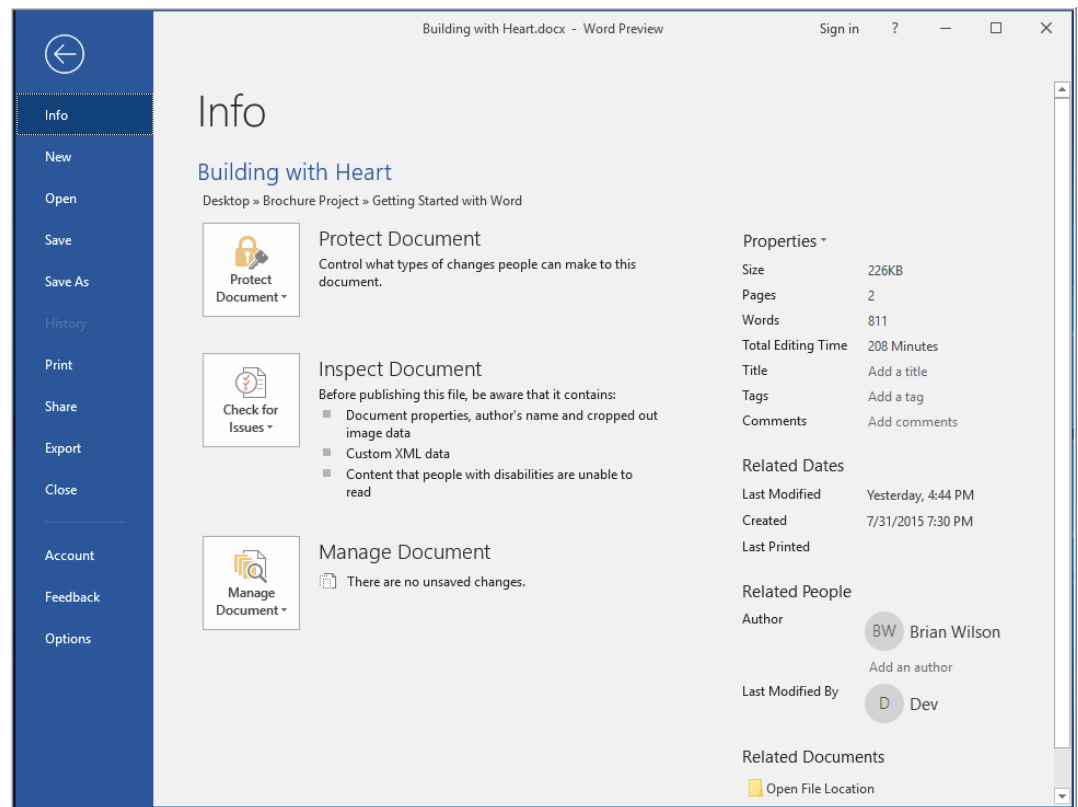 Building with Heart.docx - Word Preview
Sign in ?
Info
New
Open
Save
Save As
History
Print
Share
Export
Close
Account
Feedback
Options
Info
Building with Heart
Desktop » Brochure Project » Getting Started with Word
Protect
Document
Protect Document
Control what types of changes people can make to this
document.
Check for
Issues
Inspect Document
Before publishing this file, be aware that it contains:
Document properties, author's name and cropped out
image data
Custom XML data
Content that people with disabilities are unable to
read
Manage
Document
Manage Document
There are no unsaved changes.
Properties
Size 226KB
Pages 2
Words 811
Total Editing Time 208 Minutes
Title Add a title
Tags Add a tag
Comments Add comments
Related Dates
Last Modified Yesterday, 4:44 PM
Created 7/31/2015 7:30 PM
Last Printed
Related People
Author BW Brian Wilson
Add an author
Last Modified By D Dev
Related Documents
Open File Location